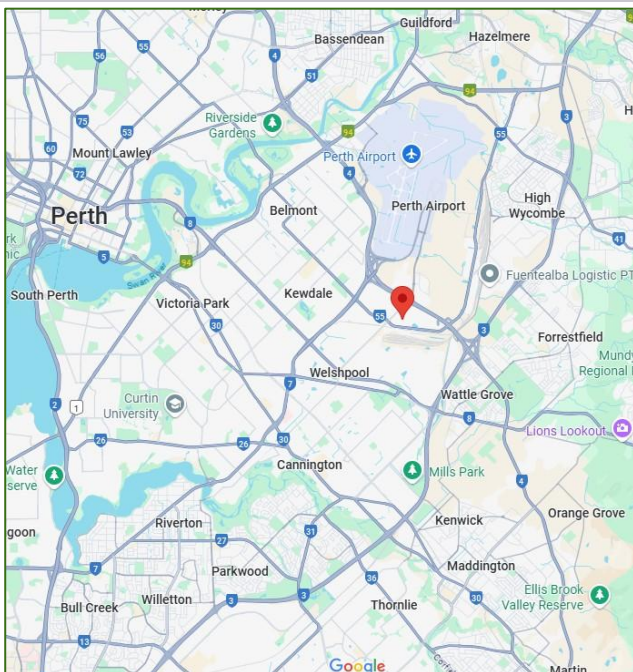 Guildford
Bassendean
Hazelmere
55
4
56
51
94
3
Riverside
Gardens
75
53
94
55
Mount Lawley
60
72
Perth Airport
4
High
Wycombe
Perth
Belmont
Perth Airport
8
41
5
94
Swan River
Fuentealba Logistic PT
South Perth
Victoria Park
Kewdale
55
30
3
Forrestfield
Welshpool
Mundy
Regional
7
Wattle Grove
Curtin
University
2
1
8
Lions Lookout
26
26
30
Cannington
Water
serve
Mills Park
4
Orange Grove
Kenwick
goon
Riverton
31
27
7
Maddington
Parkwood
36
30
Ellis Brook
Valley Reserve
Bull Creek
Willetton
3
3
Thornlie
13
Google
Martin